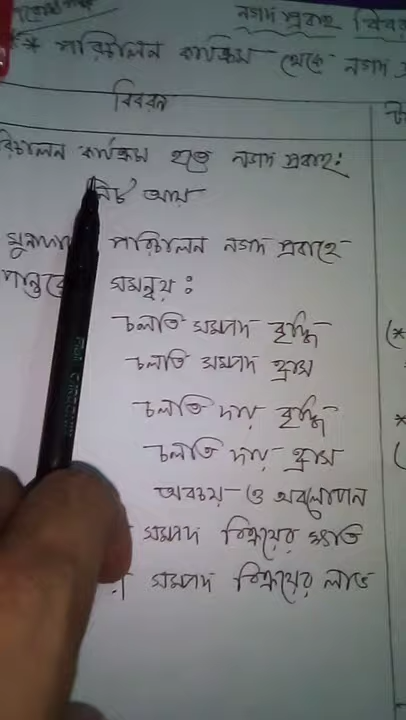 নগদ প্রবাহ বিবর
** পরিচালন কার্যক্রম থেকে নগদ প্র
বিবরন
রিচালন কার্যক্রম হতে নগদ প্রবাহ:
নিট আয়
মুনাফা পরিচালন নগদ প্রবাহে
সমন্বয়:
চলতি সম্পদ বৃদ্ধি
(*
চলতি সম্পদ হ্রাস
চলতি দায় বৃদ্ধি
*
চলতি দায় হ্রাস
(
অবচয় ও অবলোপন
সম্পদ বিক্রয়ের ক্ষতি
সম্পদ বিক্রয়ের লাভ